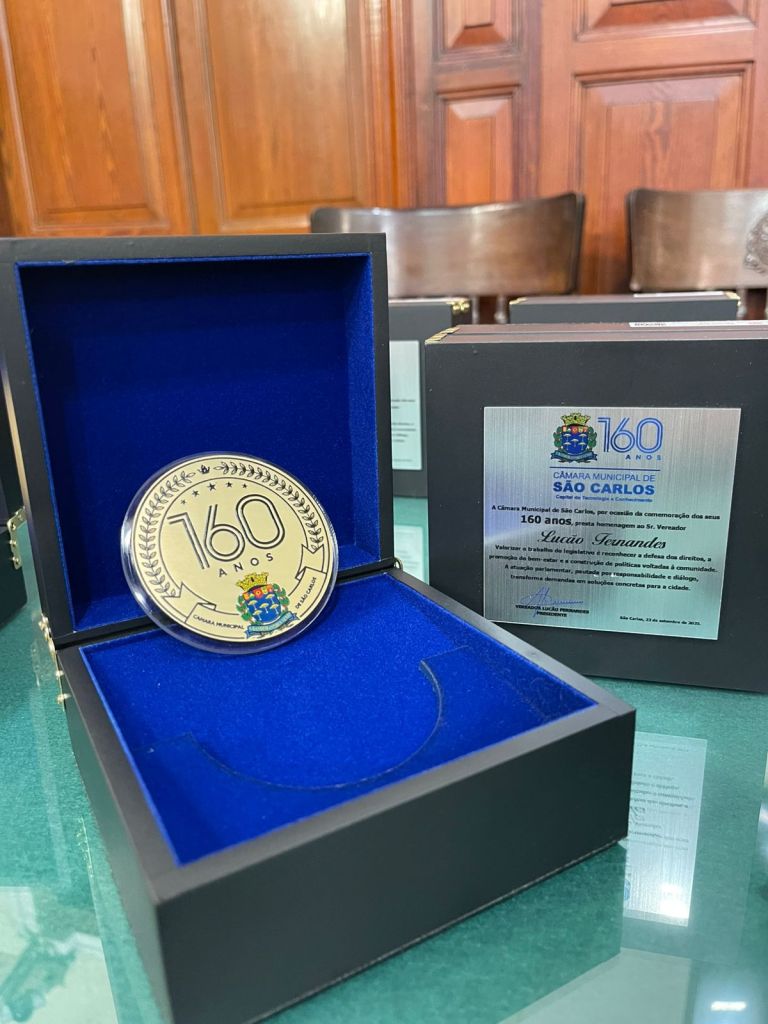 160
ANOS
CÂMARA MUNICIPAL
DE SÃO CARLOS
160
ANOS
CÂMARA MUNICIPAL DE
SÃO CARLOS
Capital da Tecnologia e Conhecimento
A Câmara Municipal de São Carlos, por ocasião da comemoração dos seus
160 anos, presta homenagem ao Sr. Vereador
Lucão Fernandes
Valorizar o trabalho do legislativo é reconhecer a defesa dos direitos, a
promoção do bem-estar e a construção de políticas voltadas à comunidade.
A atuação parlamentar, pautada por responsabilidade e diálogo,
transforma demandas em soluções concretas para a cidade.
VEREADOR LUCÃO FERNANDES
PRESIDENTE
São Carlos, 22 de setembro de 2025.